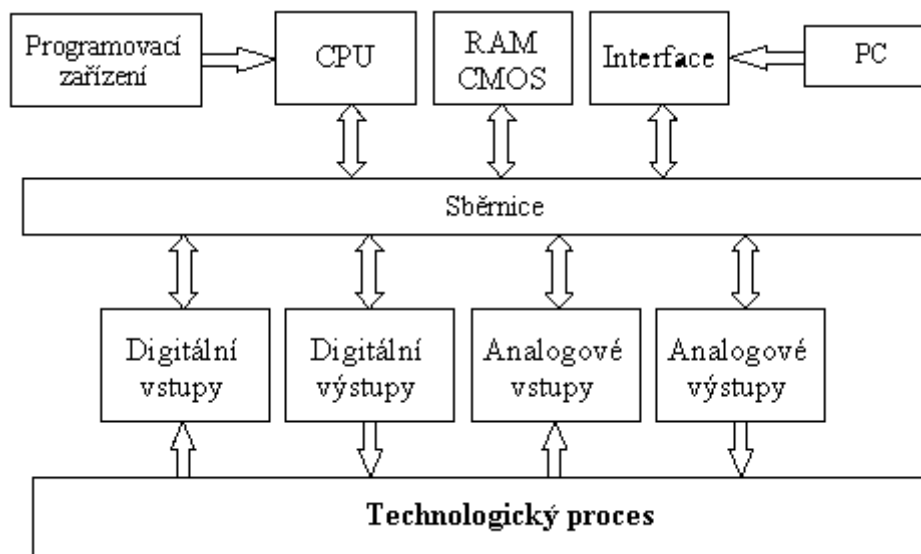 Programovací
zařízení
CPU
RAM
CMOS
Interface
PC
Sběrnice
Digitální
vstupy
Digitální
výstupy
Analogové
vstupy
Analogové
výstupy
Technologický proces